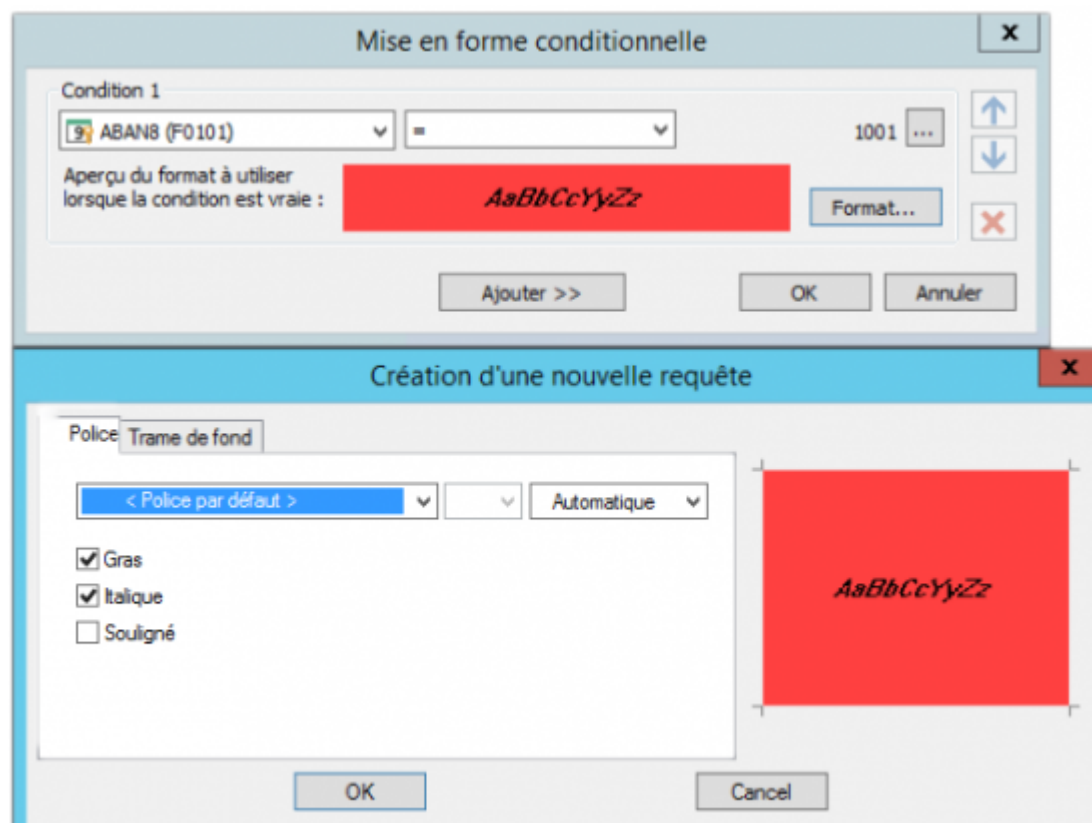 Mise en forme conditionnelle
x
Condition 1
9 ABAN8 (F0101) = 1001 ...
Aperçu du format à utiliser
lorsque la condition est vraie :
AaBbCcYyZz
Format...
Ajouter >> OK Annuler
Création d'une nouvelle requête
x
Police Trame de fond
< Police par défaut > Automatique
Gras
Italique
Souligné
AaBbCcYyZz
OK Cancel